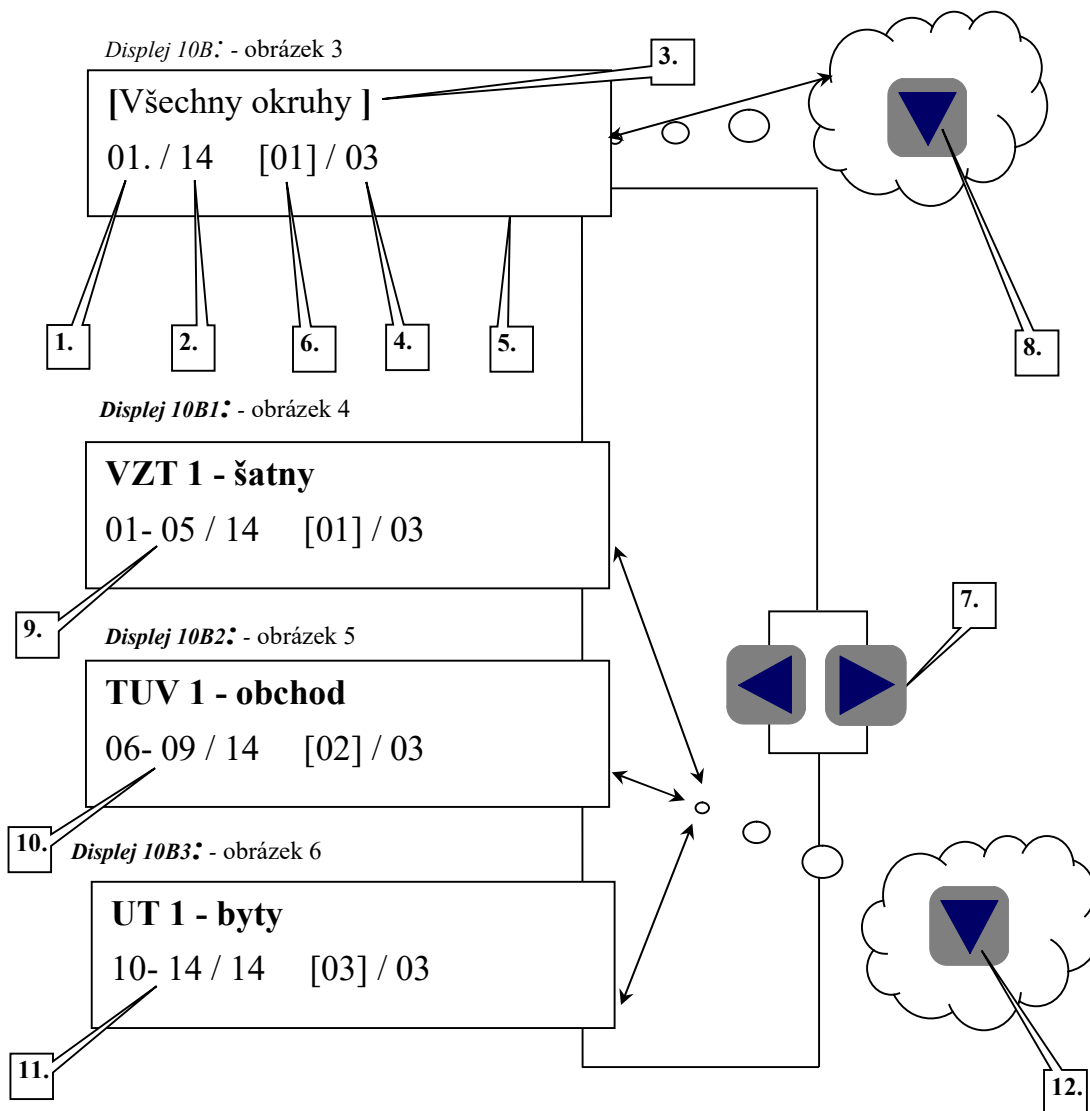 Displej 10B: - obrázek 3
3.
[Všechny okruhy ]
01. / 14 [01] / 03
1.
2.
6.
4.
5.
8.
Displej 10B1: - obrázek 4
VZT 1 - šatny
01- 05 / 14 [01] / 03
9.
7.
Displej 10B2: - obrázek 5
TUV 1 - obchod
06- 09 / 14 [02] / 03
10.
Displej 10B3: - obrázek 6
UT 1 - byty
10- 14 / 14 [03] / 03
11.
12.